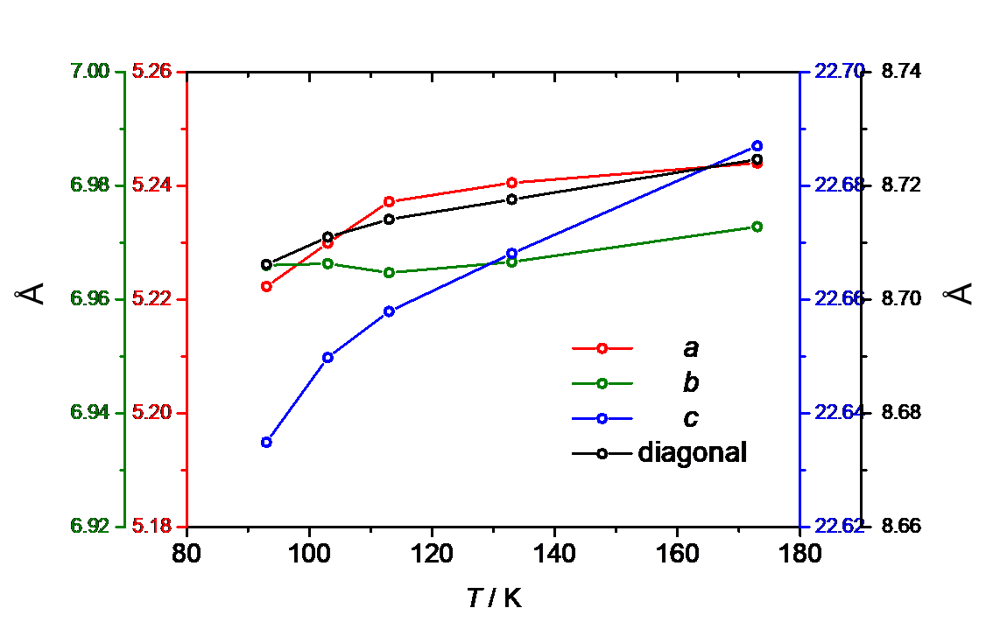 7.00 5.26 22.70 8.74
6.98 5.24 22.68 8.72
Å 6.96 5.22 22.66 8.70 Å
a
b
6.94 5.20 c 22.64 8.68
diagonal
6.92 5.18 22.62 8.66
80 100 120 140 160 180
T / K